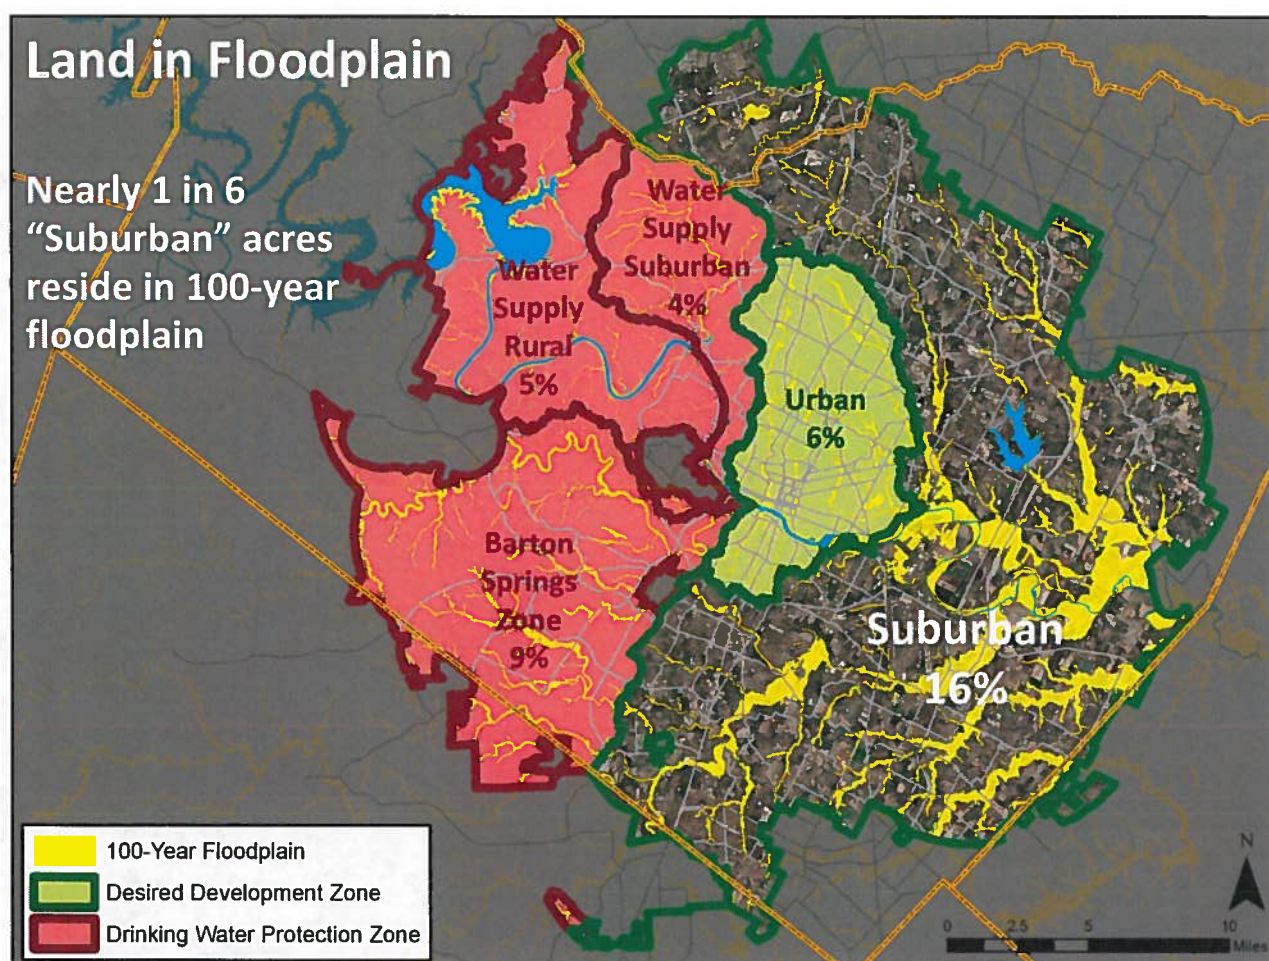 Land in Floodplain
Nearly 1 in 6
“Suburban” acres
reside in 100-year
floodplain
Water
Supply
Suburban
4%
Water
Supply
Rural
5%
Urban
6%
Barton
Springs
Zone
9%
Suburban
16%
100-Year Floodplain
Desired Development Zone
Drinking Water Protection Zone
N
0 2.5 5 10
Miles